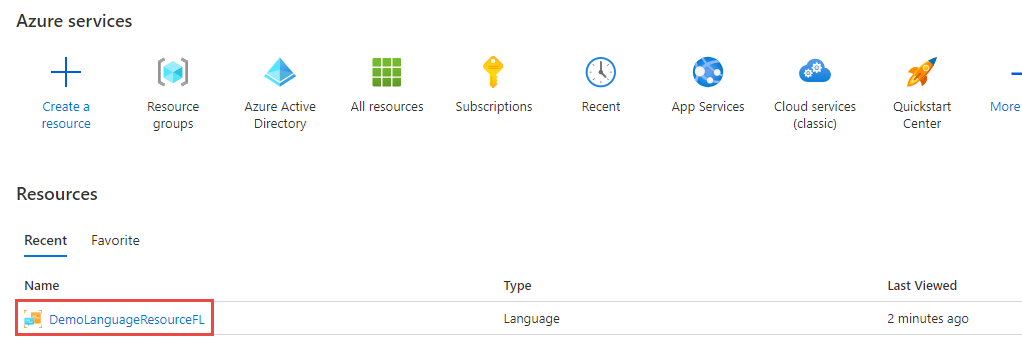 Azure services
Create a resource
Resource groups
Azure Active Directory
All resources
Subscriptions
Recent
App Services
Cloud services (classic)
Quickstart Center
More
Resources
Recent Favorite
Name Type Last Viewed
DemoLanguageResourceFL Language 2 minutes ago